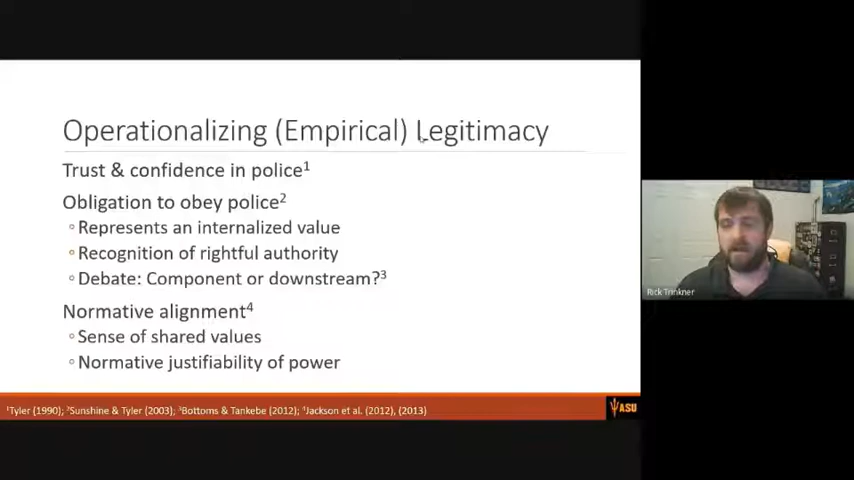 Operationalizing (Empirical) Legitimacy
Trust & confidence in police¹
Obligation to obey police²
◦Represents an internalized value
◦Recognition of rightful authority
◦Debate: Component or downstream?³
Normative alignment⁴
◦Sense of shared values
◦Normative justifiability of power
¹Tyler (1990); ²Sunshine & Tyler (2003); ³Bottoms & Tankebe (2012); ⁴Jackson et al. (2012), (2013)
ASU
Rick Trinkner